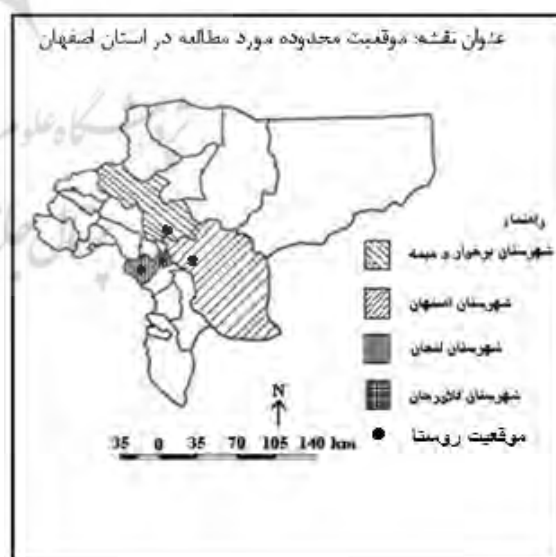 عنوان نقشه: موقعیت محدوده مورد مطالعه در استان اصفهان
راهنما
شهرستان برخوار و میمه
شهرستان اصفهان
شهرستان لنجان
شهرستان فلاورجان
موقعیت روستا
N
35 0 35 70 105 140 km